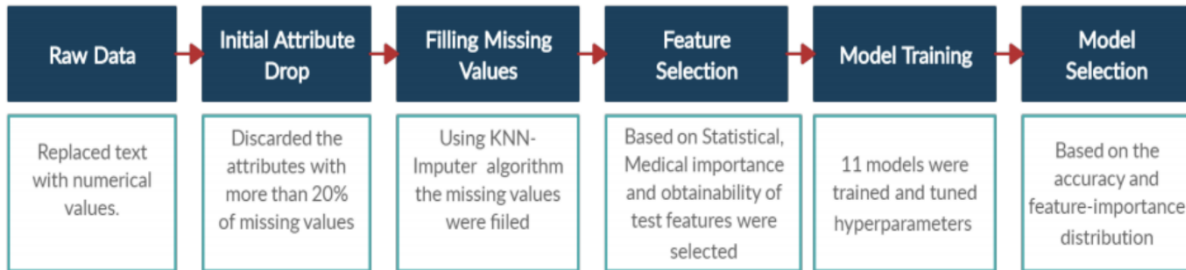 Raw Data
Initial Attribute
Drop
Filling Missing
Values
Feature
Selection
Model Training
Model
Selection
Replaced text
with numerical
values.
Discarded the
attributes with
more than 20%
of missing values
Using KNN-
Imputer algorithm
the missing values
were fiilled
Based on Statistical,
Medical importance
and obtainability of
test features were
selected
11 models were
trained and tuned
hyperparameters
Based on the
accuracy and
feature-importance
distribution